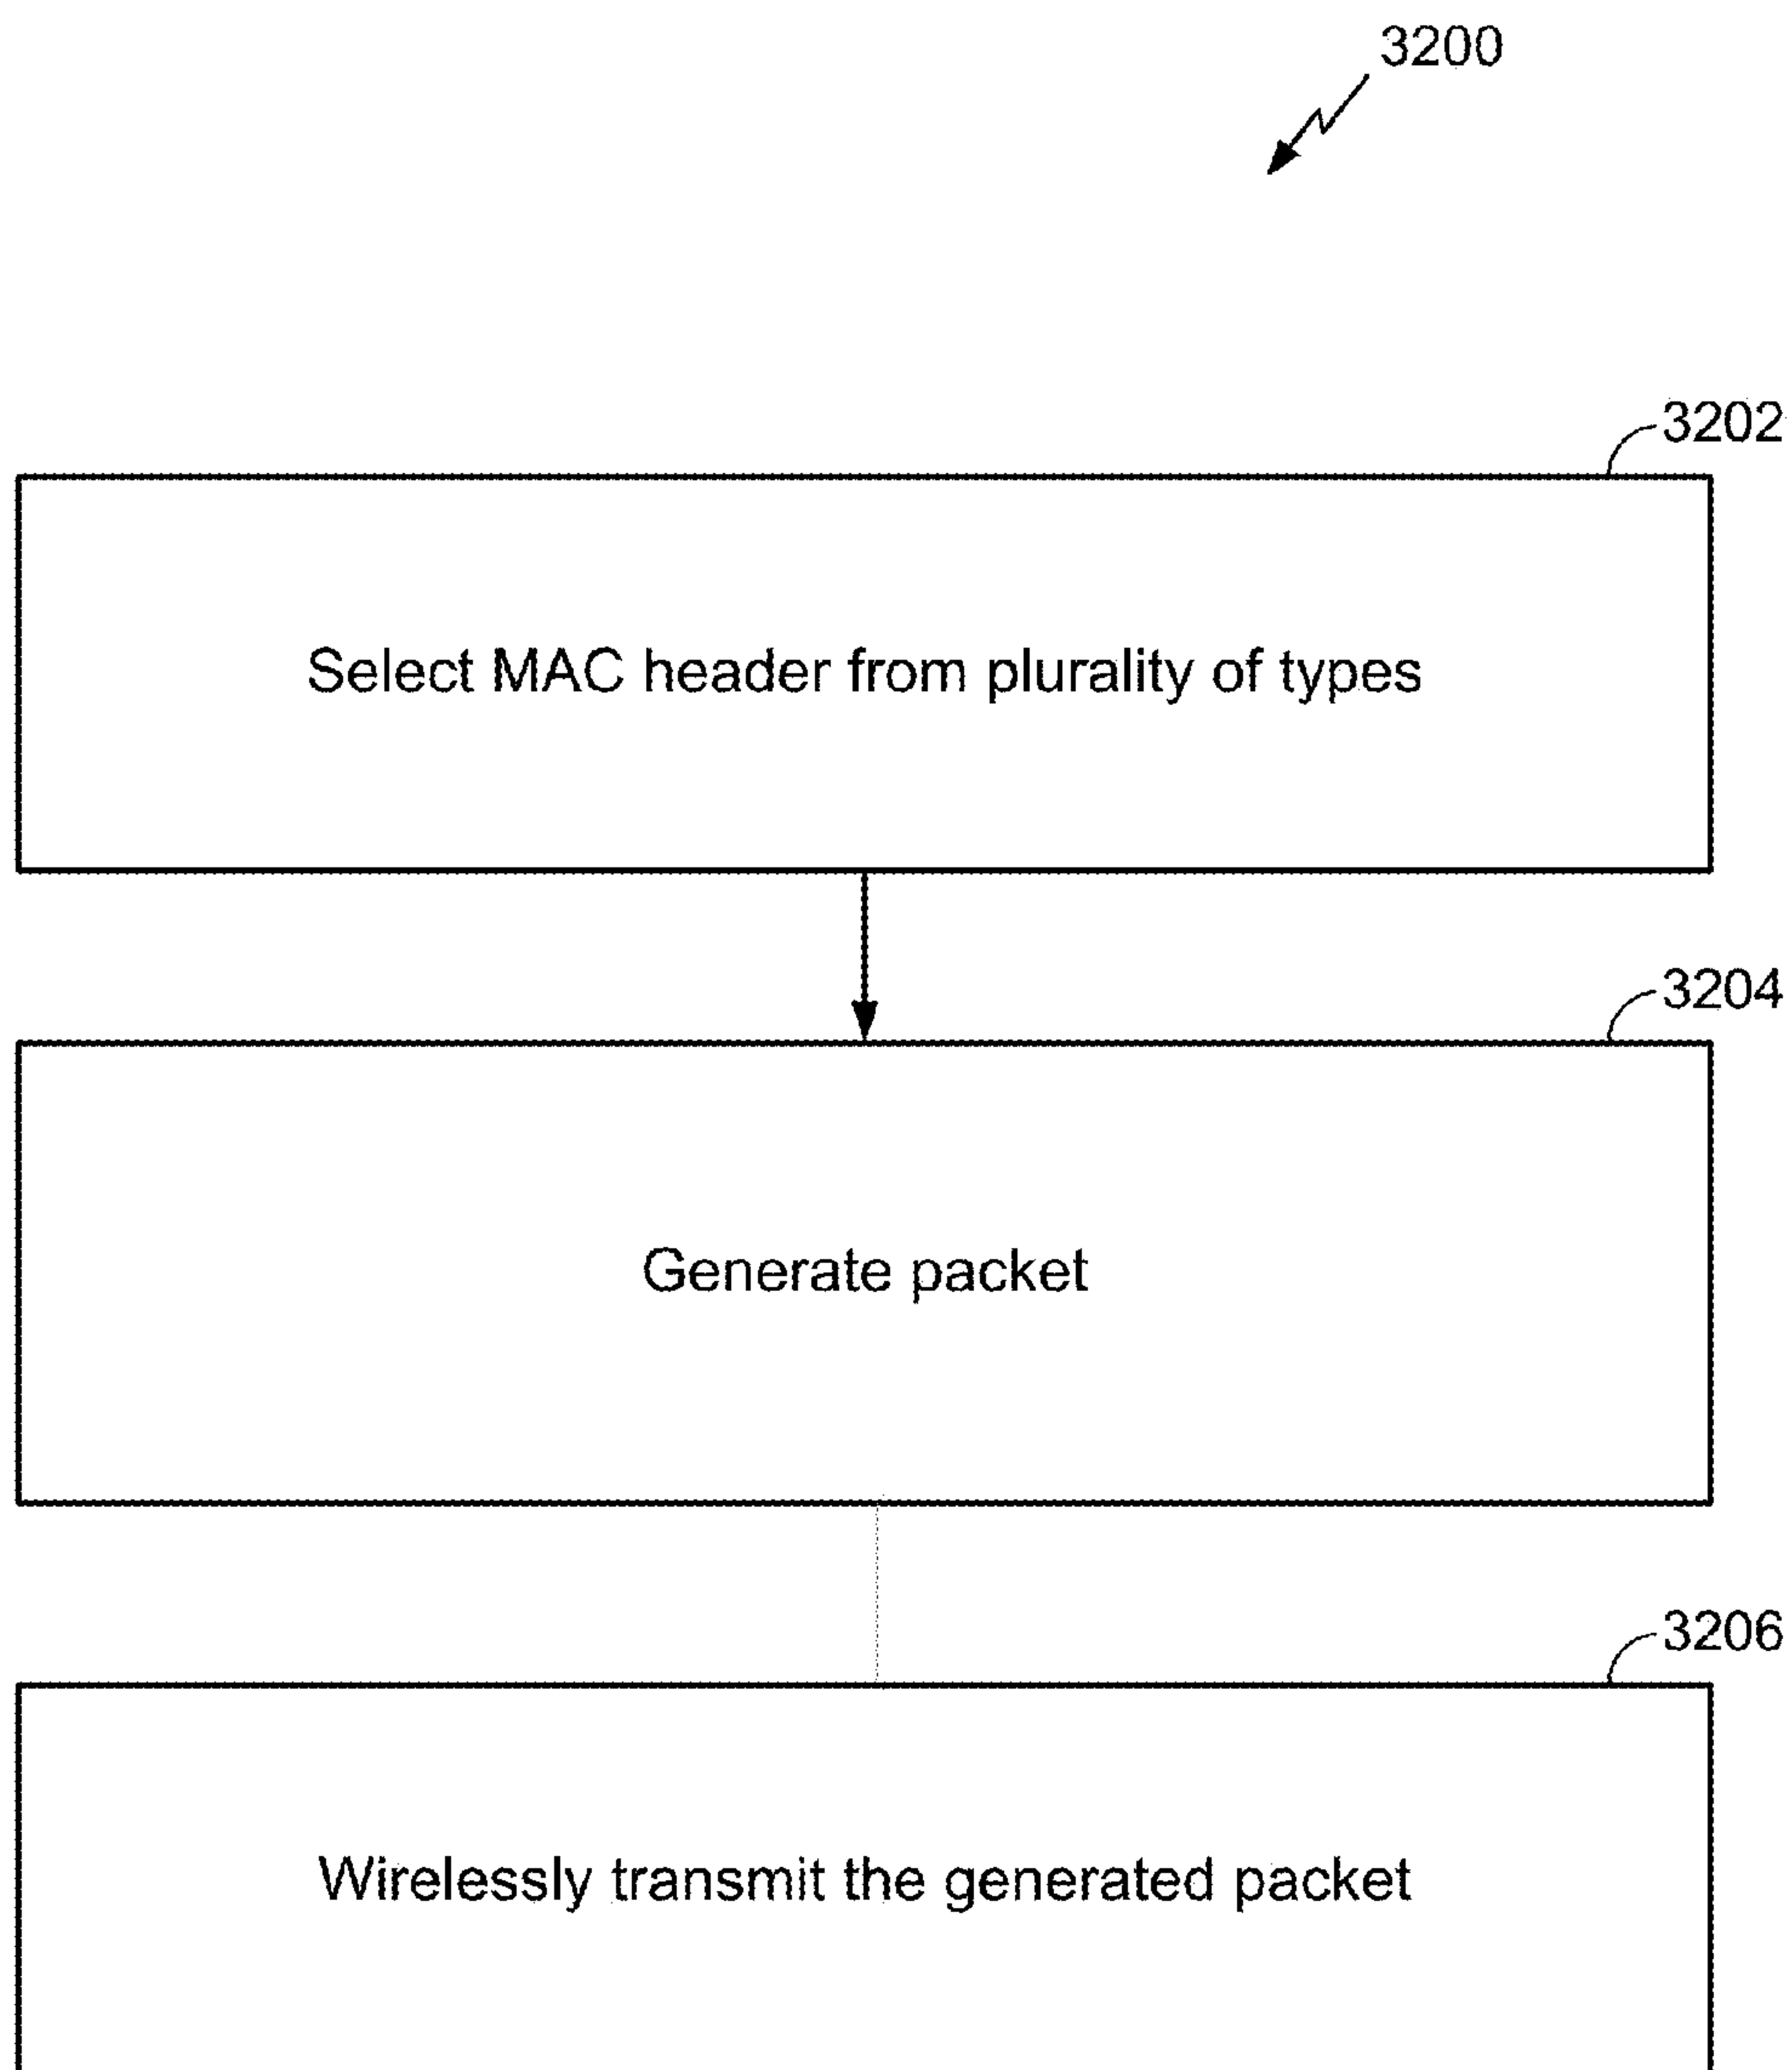 3200
3202
Select MAC header from plurality of types
3204
Generate packet
3206
Wirelessly transmit the generated packet